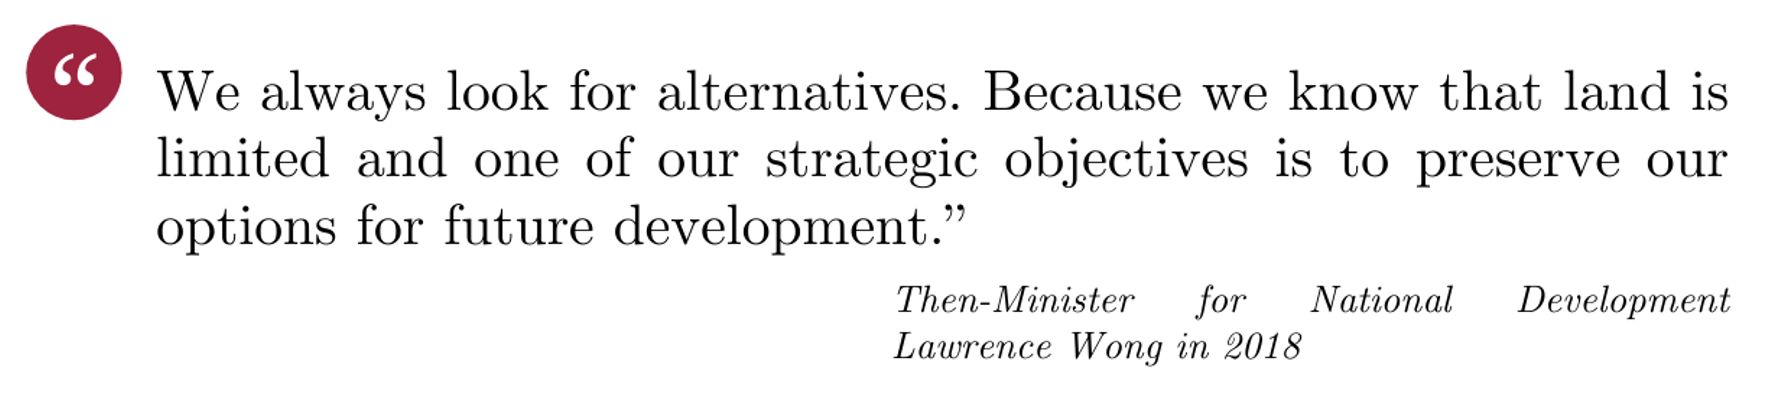 “
We always look for alternatives. Because we know that land is
limited and one of our strategic objectives is to preserve our
options for future development.”
Then-Minister for National Development
Lawrence Wong in 2018